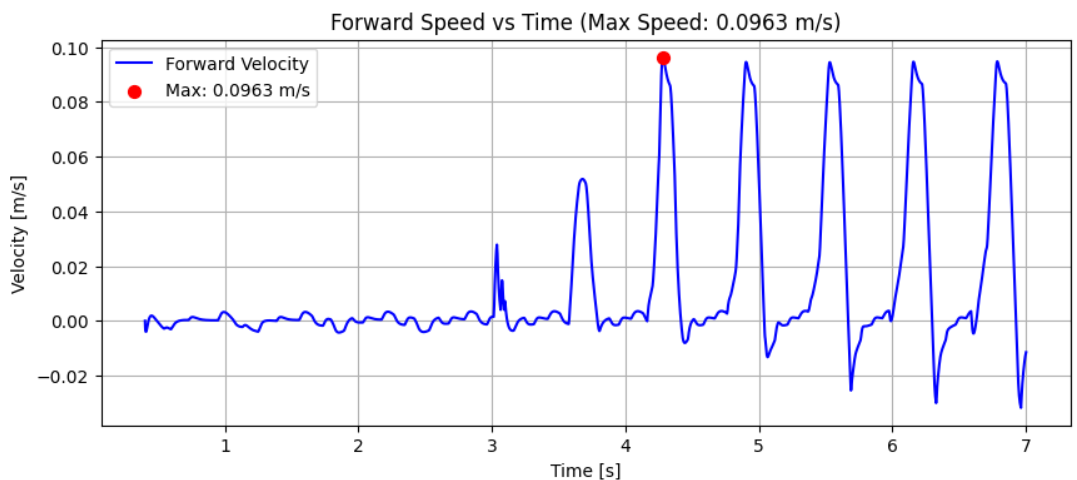 Forward Speed vs Time (Max Speed: 0.0963 m/s)
Forward Velocity
Max: 0.0963 m/s
Velocity [m/s]
0.10
0.08
0.06
0.04
0.02
0.00
−0.02
1 2 3 4 5 6 7
Time [s]